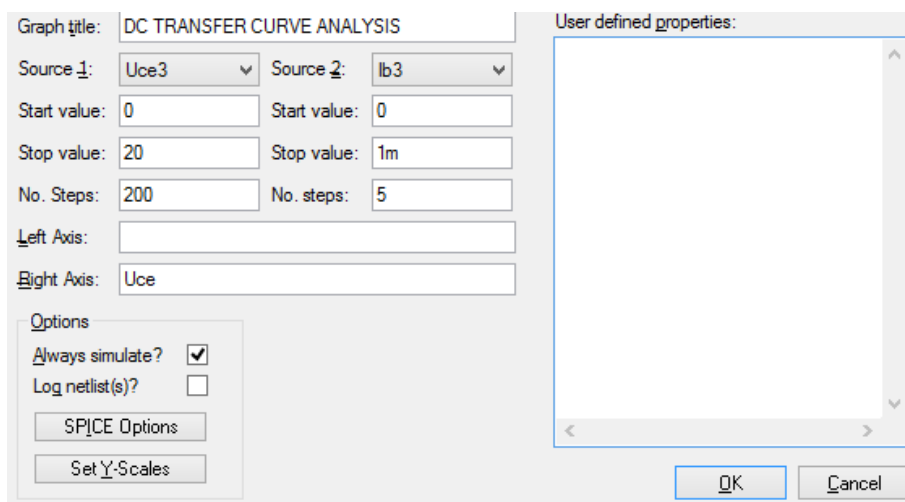 Graph title: DC TRANSFER CURVE ANALYSIS
User defined properties:
Source 1: Uce3 Source 2: Ib3
Start value: 0 Start value: 0
Stop value: 20 Stop value: 1m
No. Steps: 200 No. steps: 5
Left Axis:
Right Axis: Uce
Options
Always simulate?
Log netlist(s)?
SPICE Options
Set Y-Scales
OK Cancel